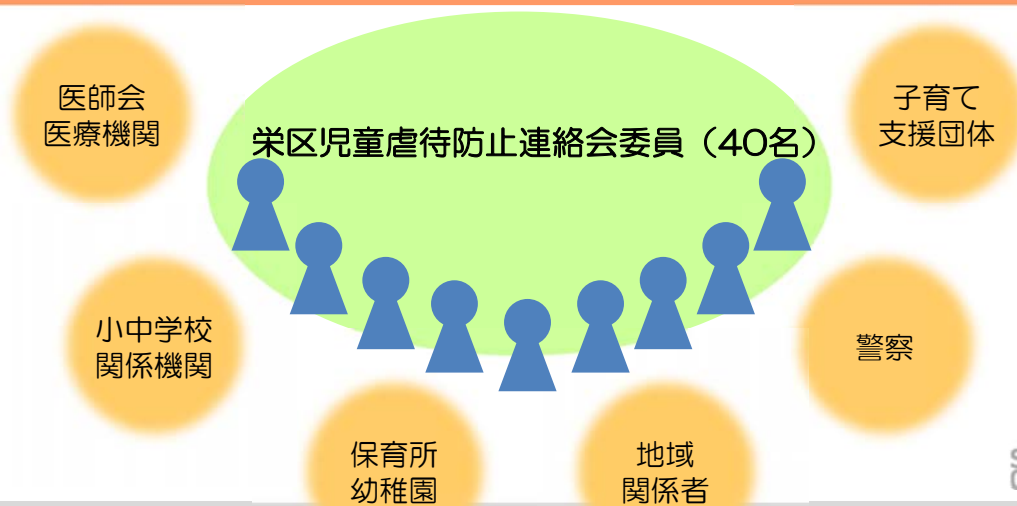 医師会
医療機関
栄区児童虐待防止連絡会委員（40名）
子育て
支援団体
小中学校
関係機関
警察
保育所
幼稚園
地域
関係者